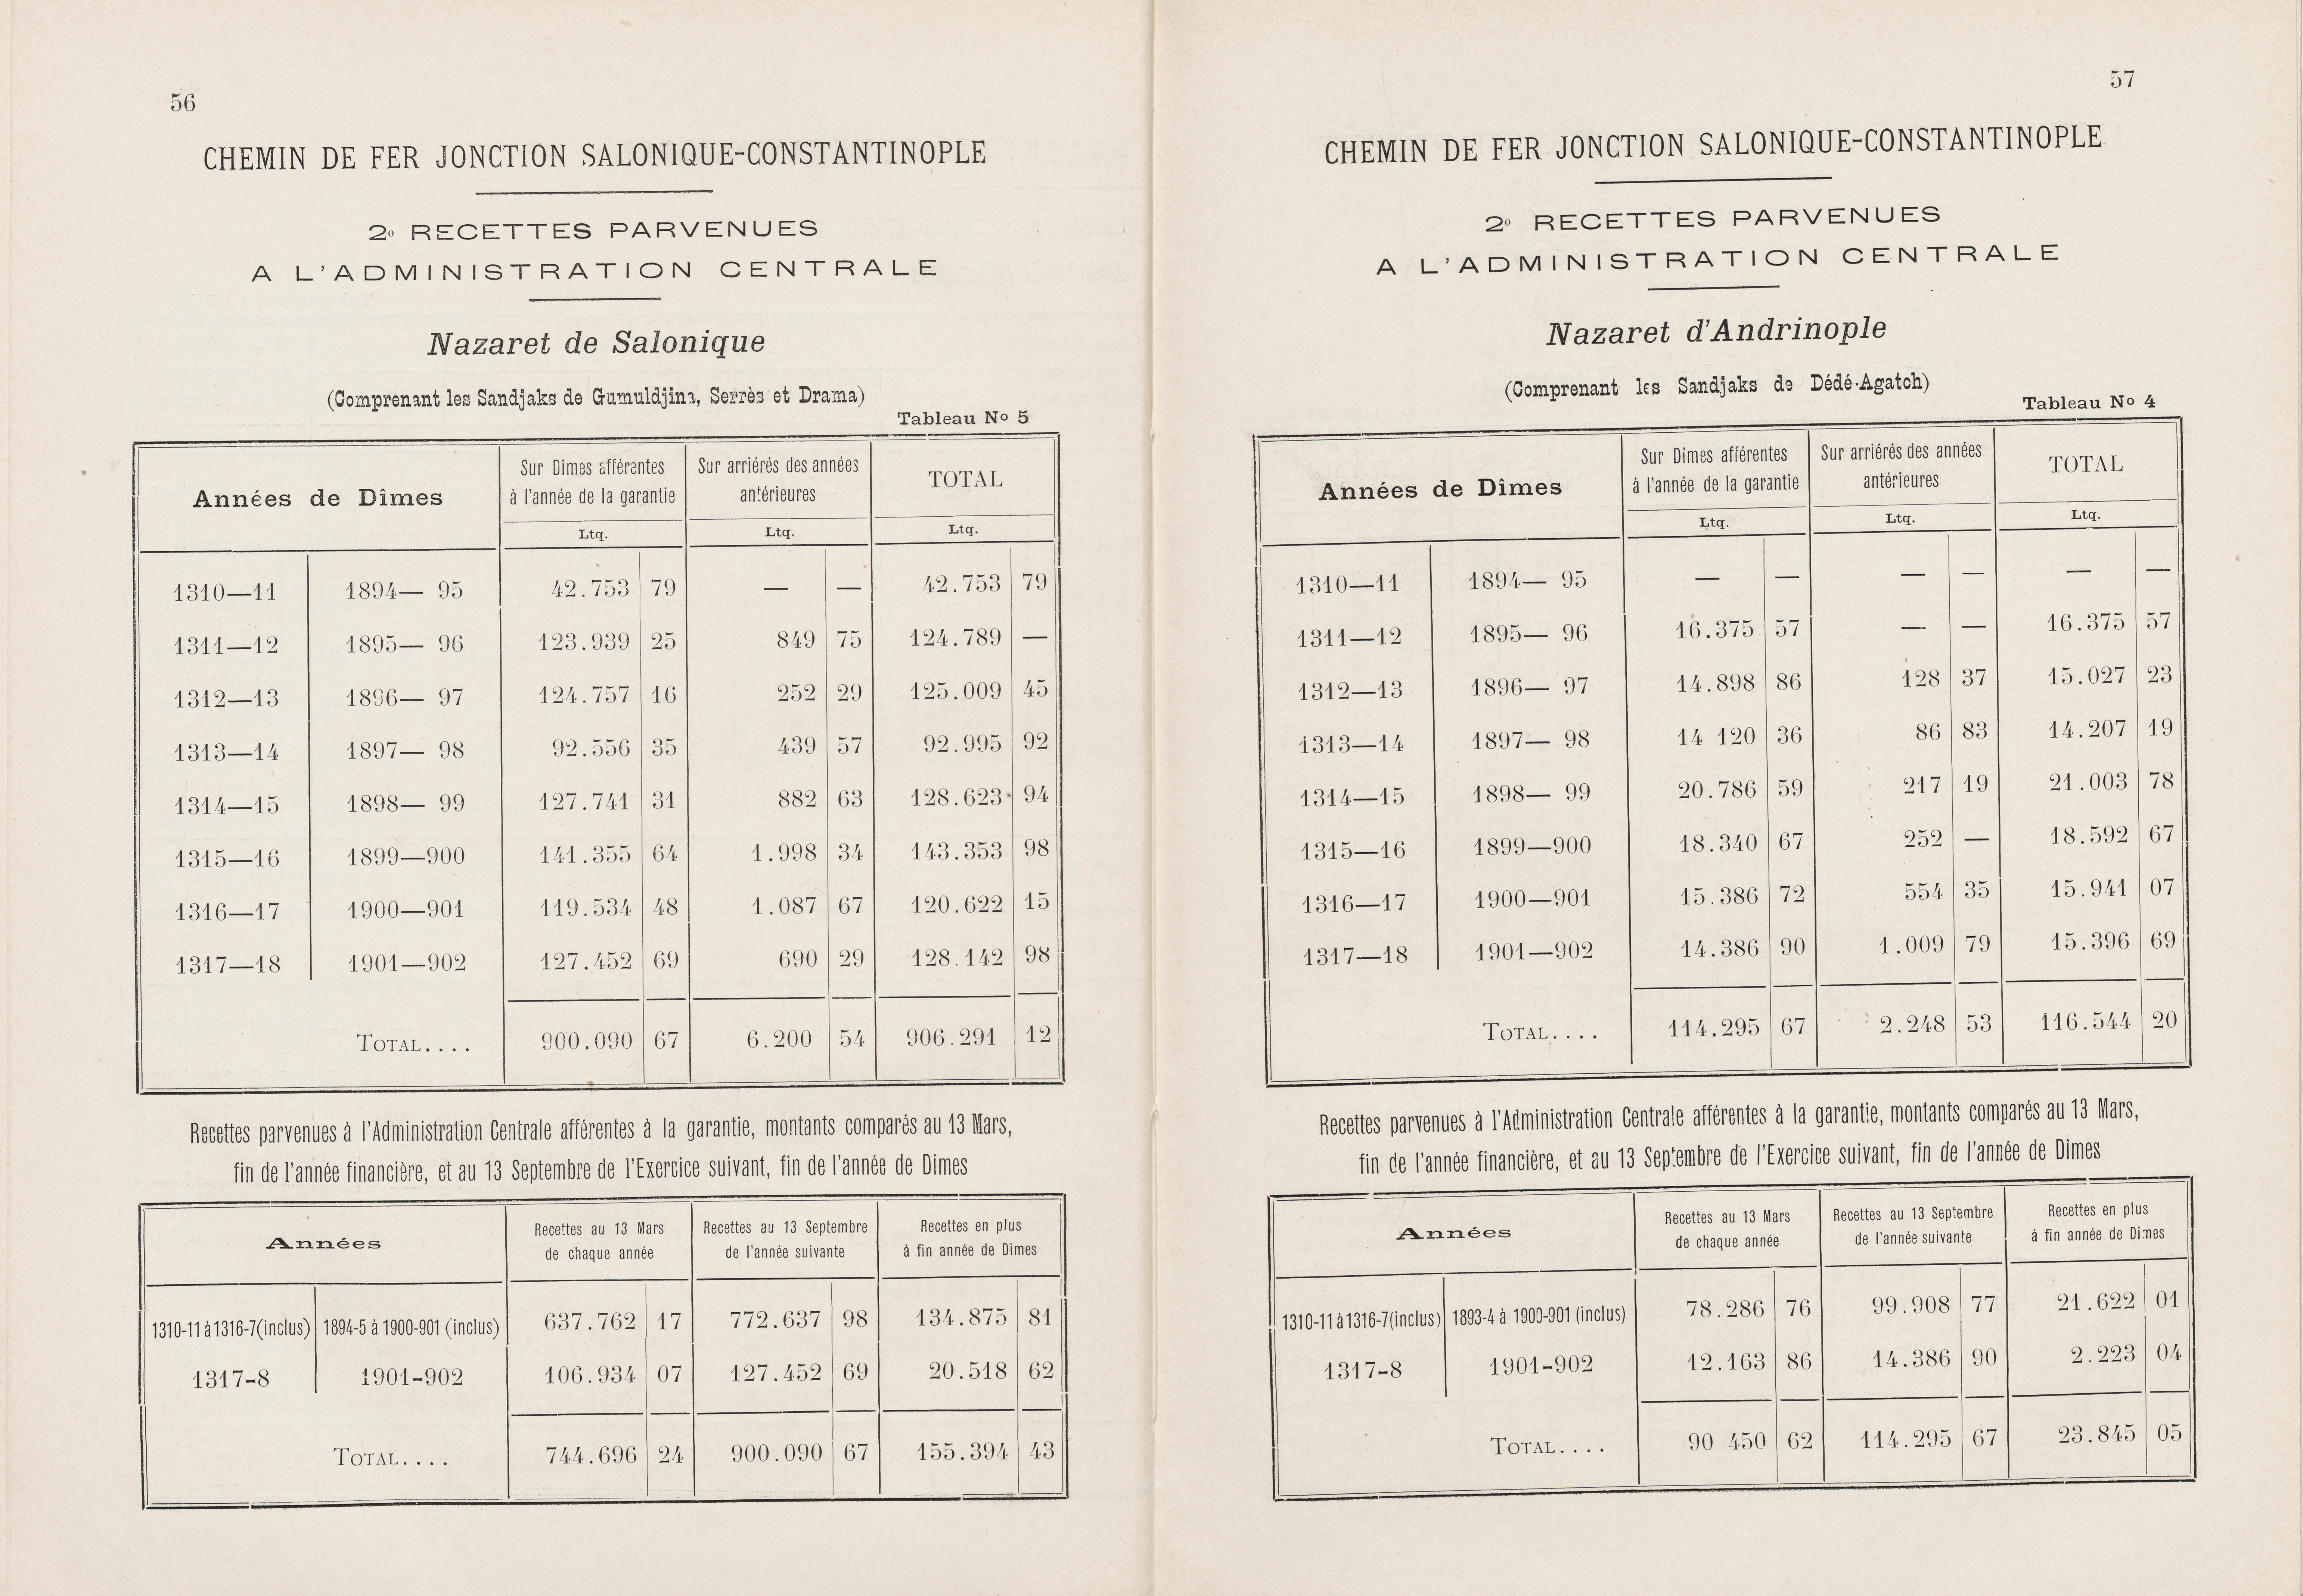 56
CHEMIN DE FER JONCTION SALONIQUE-CONSTANTINOPLE
2º RECETTES PARVENUES
A L'ADMINISTRATION CENTRALE
Nazaret de Salonique
(Comprenant les Sandjaks de Gumuldjina, Serrès et Drama)
Tableau Nº 5
Années de Dîmes | Sur Dimes afférentes à l'année de la garantie | Sur arriérés des années antérieures | TOTAL
Ltq. | Ltq. | Ltq.
1310—11 | 1894— 95 | 42.753 | 79 | — | — | 42.753 | 79
1311—12 | 1895— 96 | 123.939 | 25 | 849 | 75 | 124.789 | —
1312—13 | 1896— 97 | 124.757 | 16 | 252 | 29 | 125.009 | 45
1313—14 | 1897— 98 | 92.556 | 35 | 439 | 57 | 92.995 | 92
1314—15 | 1898— 99 | 127.741 | 31 | 882 | 63 | 128.623 | 94
1315—16 | 1899—900 | 141.355 | 64 | 1.998 | 34 | 143.353 | 98
1316—17 | 1900—901 | 119.534 | 48 | 1.087 | 67 | 120.622 | 15
1317—18 | 1901—902 | 127.452 | 69 | 690 | 29 | 128.142 | 98
TOTAL.... | 900.090 | 67 | 6.200 | 54 | 906.291 | 12
Recettes parvenues à l'Administration Centrale afférentes à la garantie, montants comparés au 13 Mars,
fin de l'année financière, et au 13 Septembre de l'Exercice suivant, fin de l'année de Dimes
Années | Recettes au 13 Mars de chaque année | Recettes au 13 Septembre de l'année suivante | Recettes en plus à fin année de Dimes
1310-11 à 1316-7 (inclus) | 1894-5 à 1900-901 (inclus) | 637.762 | 17 | 772.637 | 98 | 134.875 | 81
1317-8 | 1901-902 | 106.934 | 07 | 127.452 | 69 | 20.518 | 62
TOTAL.... | 744.696 | 24 | 900.090 | 67 | 155.394 | 43
57
CHEMIN DE FER JONCTION SALONIQUE-CONSTANTINOPLE
2º RECETTES PARVENUES
A L'ADMINISTRATION CENTRALE
Nazaret d'Andrinople
(Comprenant les Sandjaks de Dédé-Agatch)
Tableau Nº 4
Années de Dîmes | Sur Dimes afférentes à l'année de la garantie | Sur arriérés des années antérieures | TOTAL
Ltq. | Ltq. | Ltq.
1310—11 | 1894— 95 | — | — | — | — | — | —
1311—12 | 1895— 96 | 16.375 | 57 | — | — | 16.375 | 57
1312—13 | 1896— 97 | 14.898 | 86 | 128 | 37 | 15.027 | 23
1313—14 | 1897— 98 | 14 120 | 36 | 86 | 83 | 14.207 | 19
1314—15 | 1898— 99 | 20.786 | 59 | 217 | 19 | 21.003 | 78
1315—16 | 1899—900 | 18.340 | 67 | 252 | — | 18.592 | 67
1316—17 | 1900—901 | 15.386 | 72 | 554 | 35 | 15.941 | 07
1317—18 | 1901—902 | 14.386 | 90 | 1.009 | 79 | 15.396 | 69
TOTAL.... | 114.295 | 67 | 2.248 | 53 | 116.544 | 20
Recettes parvenues à l'Administration Centrale afférentes à la garantie, montants comparés au 13 Mars,
fin de l'année financière, et au 13 Septembre de l'Exercice suivant, fin de l'année de Dimes
Années | Recettes au 13 Mars de chaque année | Recettes au 13 Septembre de l'année suivante | Recettes en plus à fin année de Dimes
1310-11 à 1316-7 (inclus) | 1893-4 à 1900-901 (inclus) | 78.286 | 76 | 99.908 | 77 | 21.622 | 01
1317-8 | 1901-902 | 12.163 | 86 | 14.386 | 90 | 2.223 | 04
TOTAL.... | 90 450 | 62 | 114.295 | 67 | 23.845 | 05